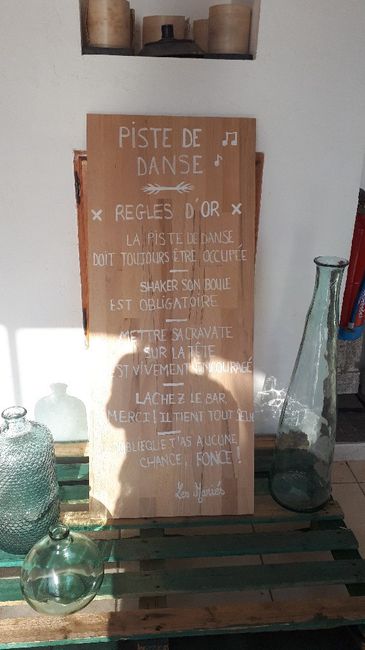 PISTE DE
DANSE
REGLES D'OR
LA PISTE DE DANSE
DOIT TOUJOURS ÊTRE OCCUPÉE
SHAKER SON BOULE
EST OBLIGATOIRE
METTRE SA CRAVATE
SUR LA TÊTE
EST VIVEMENT ENCOURAGÉ
LACHEZ LE BAR,
MERCI! IL TIENT TOUT SEUL
T'AS AUCUNE
CHANCE, FONCE!
Les Mariés